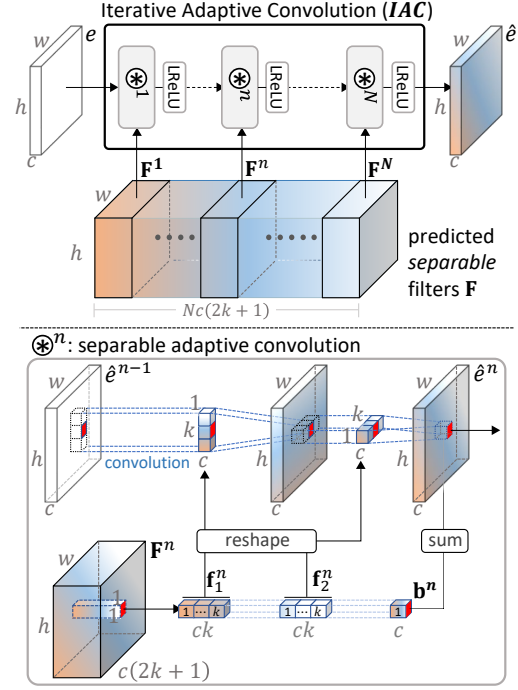 Iterative Adaptive Convolution (IAC)
w
e
h
c
⊛¹
LReLU
⊛ⁿ
LReLU
⊛ᴺ
LReLU
ê
w
h
c
F¹
Fⁿ
Fᴺ
w
h
Nc(2k + 1)
predicted
separable
filters F
⊛ⁿ: separable adaptive convolution
w
êⁿ⁻¹
h
c
convolution
1
k
c
w
h
c
k
1
c
w
êⁿ
h
c
reshape
sum
w
Fⁿ
h
1
1
c(2k + 1)
f₁ⁿ
1 ... k
ck
f₂ⁿ
1 ... k
ck
bⁿ
1
c